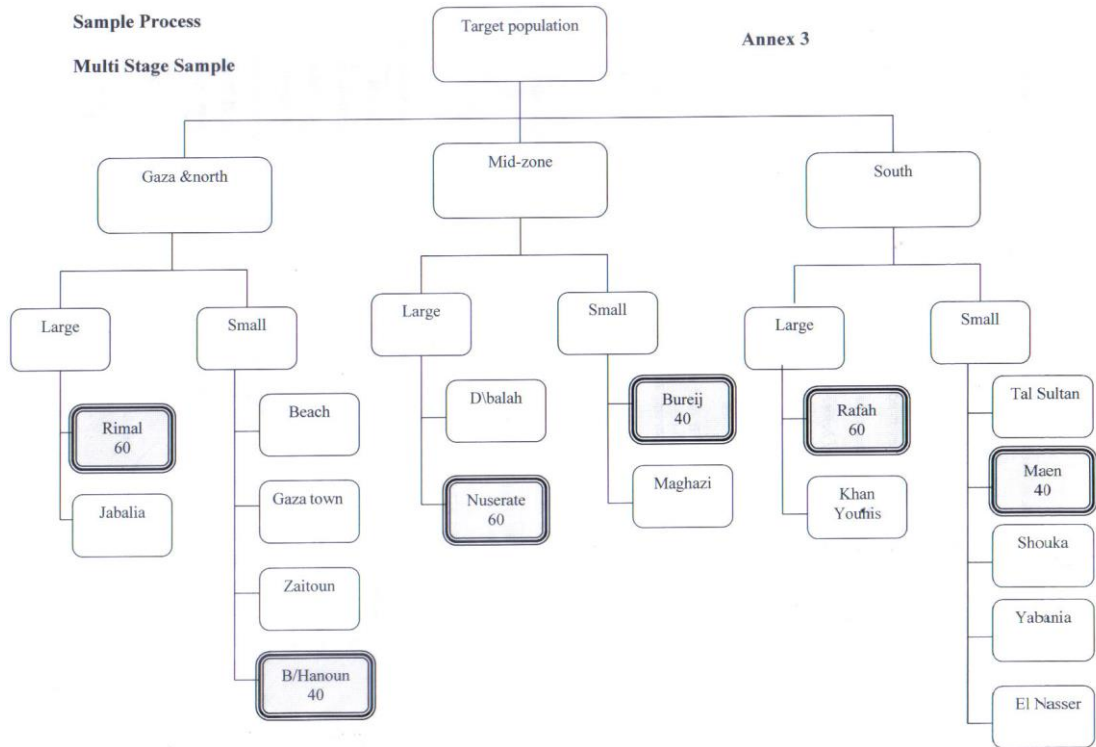 Sample Process
Multi Stage Sample
Annex 3
Target population
Gaza &north
Mid-zone
South
Large
Small
Large
Small
Large
Small
Rimal
60
Jabalia
Beach
Gaza town
Zaitoun
B/Hanoun
40
D\balah
Nuserate
60
Bureij
40
Maghazi
Rafah
60
Khan
Younis
Tal Sultan
Maen
40
Shouka
Yabania
El Nasser